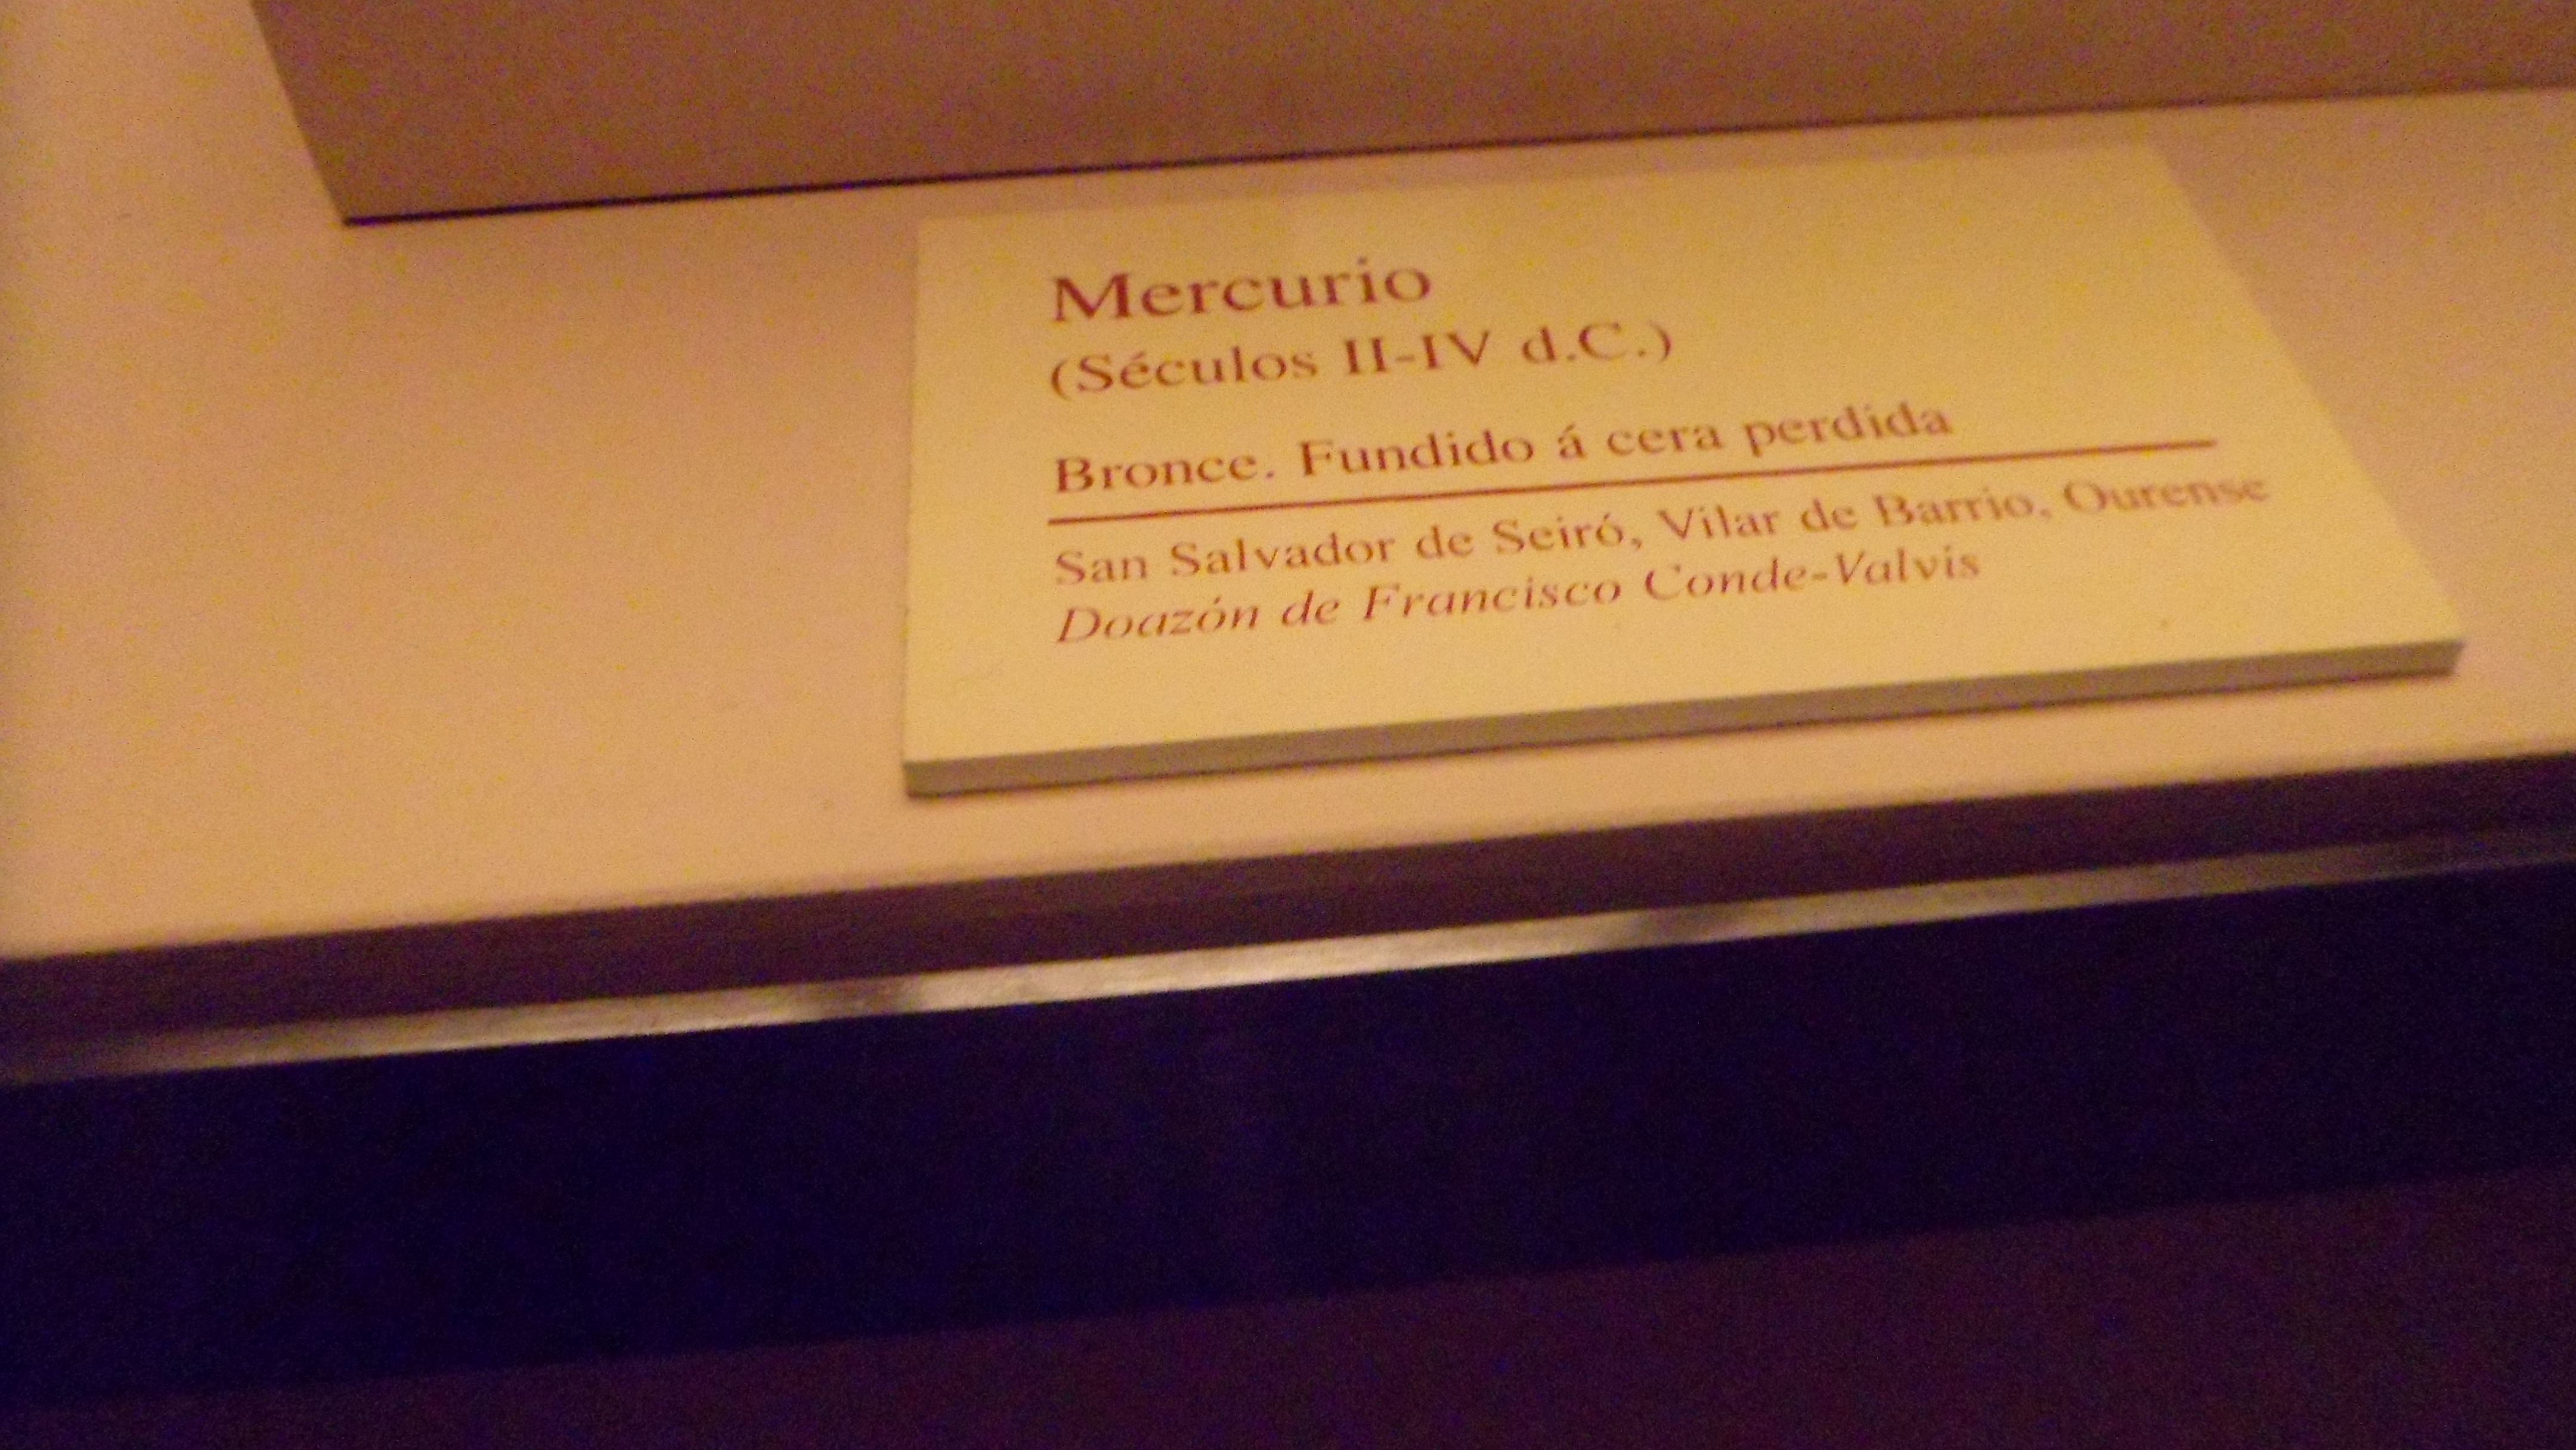 Mercurio
(Séculos II-IV d.C.)
Bronce. Fundido á cera perdida
San Salvador de Seiró, Vilar de Barrio, Ourense
Doazón de Francisco Conde-Valvís